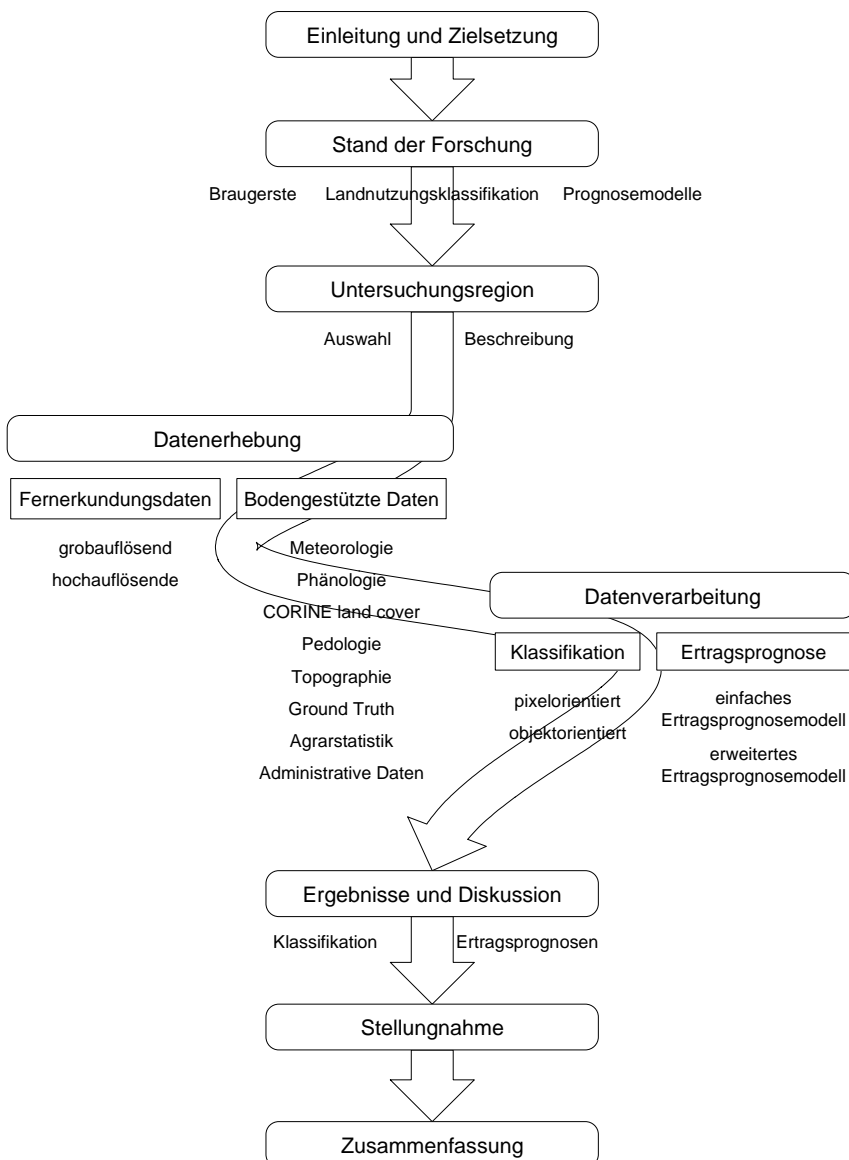 Einleitung und Zielsetzung
Stand der Forschung
Braugerste Landnutzungsklassifikation Prognosemodelle
Untersuchungsregion
Auswahl Beschreibung
Datenerhebung
Fernerkundungsdaten
grobauflösend
hochauflösende
Bodengestützte Daten
Meteorologie
Phänologie
CORINE land cover
Pedologie
Topographie
Ground Truth
Agrarstatistik
Administrative Daten
Datenverarbeitung
Klassifikation
pixelorientiert
objektorientiert
Ertragsprognose
einfaches
Ertragsprognosemodell
erweitertes
Ertragsprognosemodell
Ergebnisse und Diskussion
Klassifikation Ertragsprognosen
Stellungnahme
Zusammenfassung